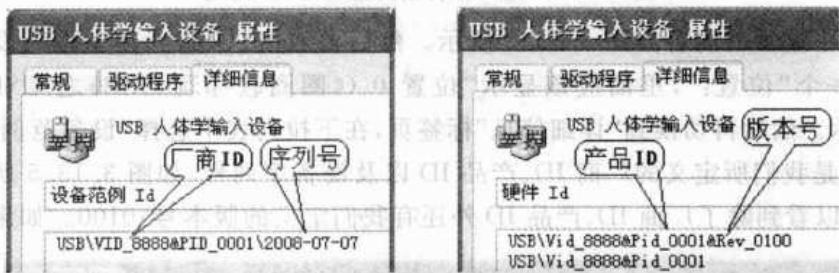 USB 人体学输入设备 属性
常规 驱动程序 详细信息
USB 人体学输入设备
厂商ID 序列号
设备范例 Id
USB\VID_8888&PID_0001\2008-07-07
USB 人体学输入设备 属性
常规 驱动程序 详细信息
USB 人体学输入设备 版本号
产品ID
硬件 Id
USB\Vid_8888&Pid_0001&Rev_0100
USB\Vid_8888&Pid_0001